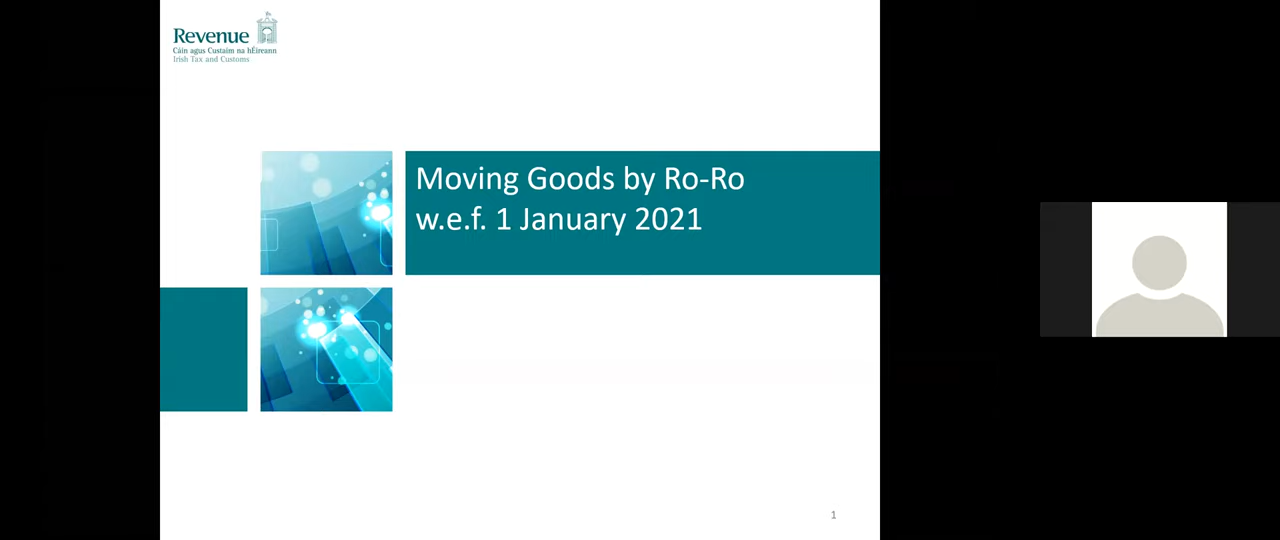 Revenue
Cáin agus Custaim na hÉireann
Irish Tax and Customs
Moving Goods by Ro-Ro
w.e.f. 1 January 2021
1